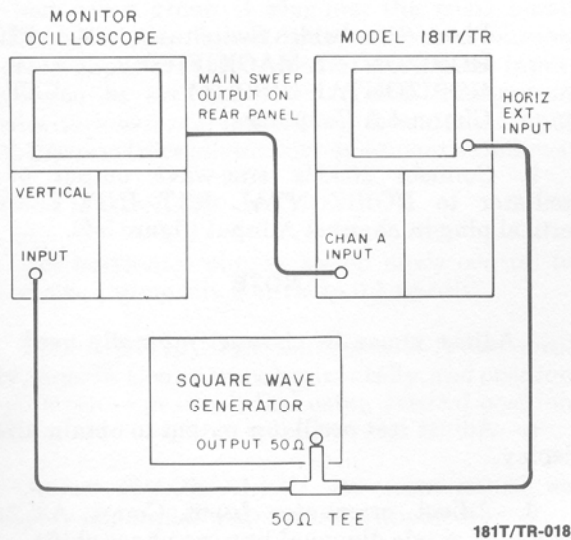 MONITOR
OCILLOSCOPE
MODEL 181T/TR
MAIN SWEEP
OUTPUT ON
REAR PANEL
HORIZ
EXT
INPUT
VERTICAL
INPUT
CHAN A
INPUT
SQUARE WAVE
GENERATOR
OUTPUT 50Ω
50Ω TEE
181T/TR-018